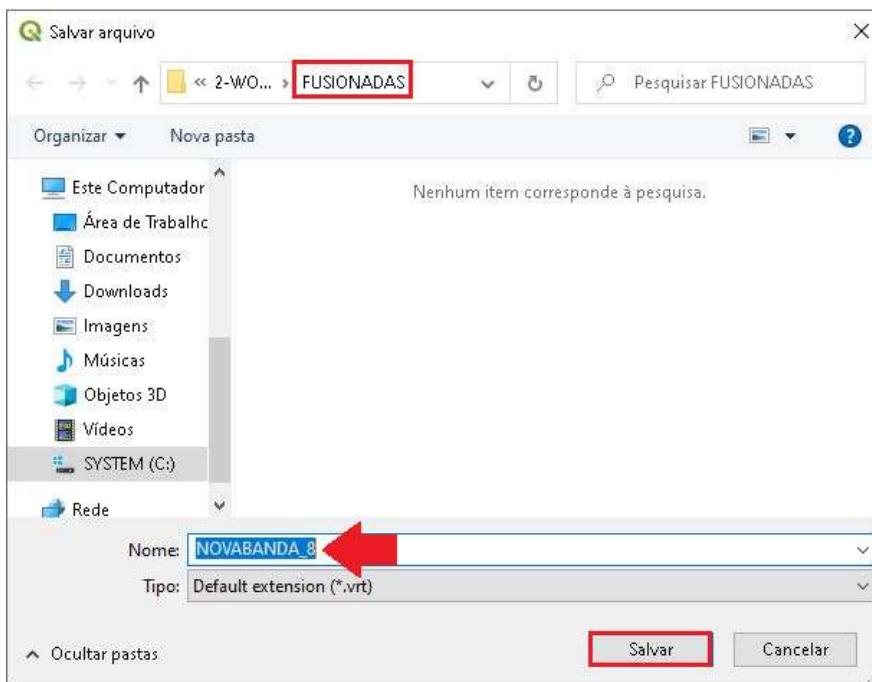 Salvar arquivo
« 2-WO... › FUSIONADAS
Pesquisar FUSIONADAS
Organizar
Nova pasta
Este Computador
Área de Trabalho
Documentos
Downloads
Imagens
Músicas
Objetos 3D
Vídeos
SYSTEM (C:)
Rede
Nenhum item corresponde à pesquisa.
Nome: NOVABANDA_8
Tipo: Default extension (*.vrt)
Ocultar pastas
Salvar
Cancelar